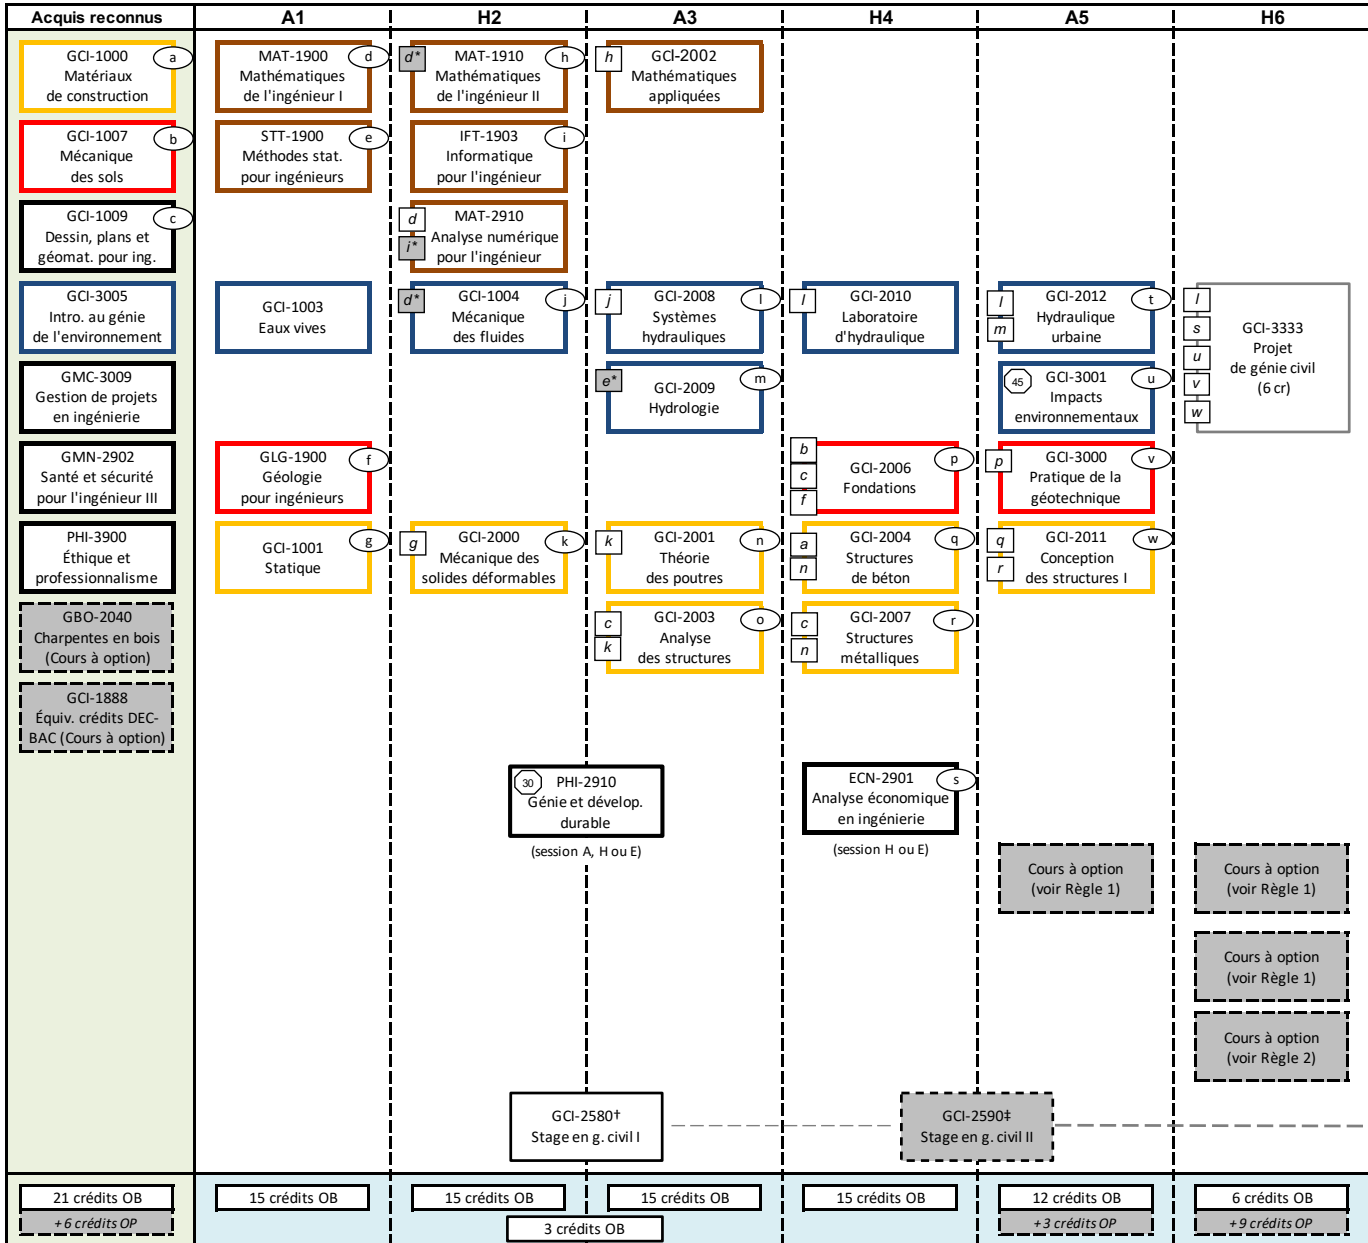 Acquis reconnus
A1
H2
A3
H4
A5
H6
GCI-1000
Matériaux
de construction
a
MAT-1900
Mathématiques
de l'ingénieur I
d
d*
MAT-1910
Mathématiques
de l'ingénieur II
h
h
GCI-2002
Mathématiques
appliquées
GCI-1007
Mécanique
des sols
b
STT-1900
Méthodes stat.
pour ingénieurs
e
IFT-1903
Informatique
pour l'ingénieur
i
GCI-1009
Dessin, plans et
géomat. pour ing.
c
d
i*
MAT-2910
Analyse numérique
pour l'ingénieur
GCI-3005
Intro. au génie
de l'environnement
GCI-1003
Eaux vives
d*
GCI-1004
Mécanique
des fluides
j
j
GCI-2008
Systèmes
hydrauliques
l
l
GCI-2010
Laboratoire
d'hydraulique
l
m
GCI-2012
Hydraulique
urbaine
t
l
s
u
v
w
GCI-3333
Projet
de génie civil
(6 cr)
GMC-3009
Gestion de projets
en ingénierie
e*
GCI-2009
Hydrologie
m
45
GCI-3001
Impacts
environnementaux
u
GMN-2902
Santé et sécurité
pour l'ingénieur III
GLG-1900
Géologie
pour ingénieurs
f
b
c
f
GCI-2006
Fondations
p
p
GCI-3000
Pratique de la
géotechnique
v
PHI-3900
Éthique et
professionnalisme
GCI-1001
Statique
g
g
GCI-2000
Mécanique des
solides déformables
k
k
GCI-2001
Théorie
des poutres
n
a
n
GCI-2004
Structures
de béton
q
q
r
GCI-2011
Conception
des structures I
w
GBO-2040
Charpentes en bois
(Cours à option)
c
k
GCI-2003
Analyse
des structures
o
c
n
GCI-2007
Structures
métalliques
r
GCI-1888
Équiv. crédits DEC-
BAC (Cours à option)
30
PHI-2910
Génie et dévelop.
durable
(session A, H ou E)
ECN-2901
Analyse économique
en ingénierie
s
(session H ou E)
Cours à option
(voir Règle 1)
Cours à option
(voir Règle 1)
Cours à option
(voir Règle 1)
Cours à option
(voir Règle 2)
GCI-2580†
Stage en g. civil I
GCI-2590‡
Stage en g. civil II
21 crédits OB
+ 6 crédits OP
15 crédits OB
15 crédits OB
15 crédits OB
3 crédits OB
15 crédits OB
12 crédits OB
+ 3 crédits OP
6 crédits OB
+ 9 crédits OP